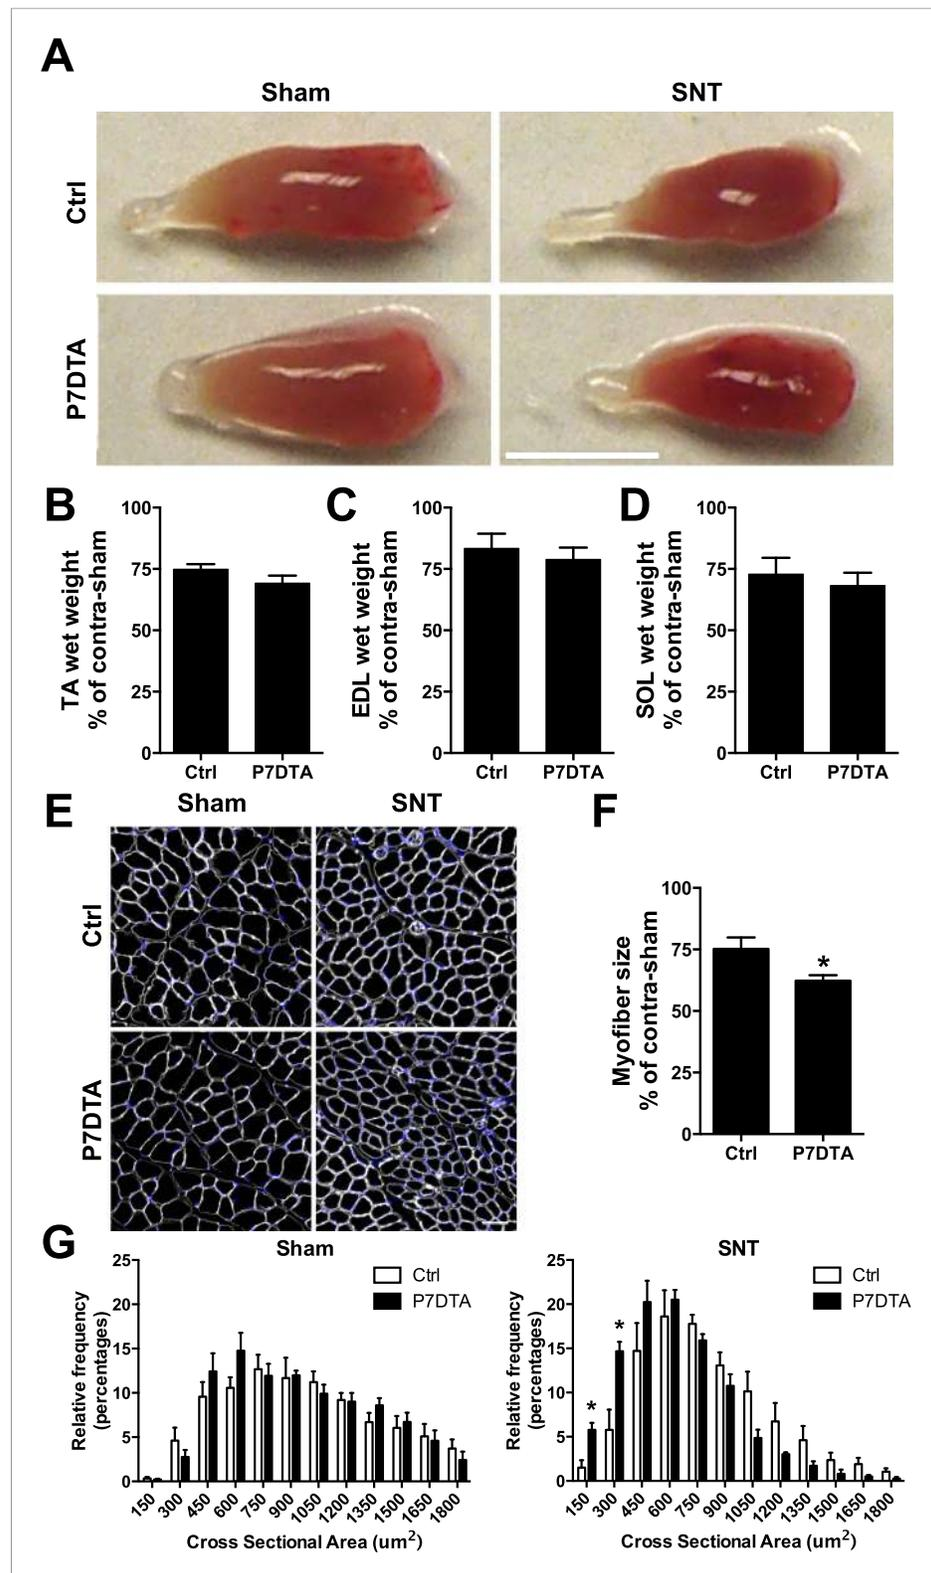 A
Sham SNT
Ctrl
P7DTA
B
100
75
50
25
0
TA wet weight
% of contra-sham
Ctrl P7DTA
C
100
75
50
25
0
EDL wet weight
% of contra-sham
Ctrl P7DTA
D
100
75
50
25
0
SOL wet weight
% of contra-sham
Ctrl P7DTA
E
Sham SNT
Ctrl
P7DTA
F
100
75
50
25
0
Myofiber size
% of contra-sham
*
Ctrl P7DTA
G
Sham
25
20
15
10
5
0
Relative frequency
(percentages)
Ctrl
P7DTA
150 300 450 600 750 900 1050 1200 1350 1500 1650 1800
Cross Sectional Area (um²)
SNT
25
20
15
10
5
0
Relative frequency
(percentages)
Ctrl
P7DTA
* *
150 300 450 600 750 900 1050 1200 1350 1500 1650 1800
Cross Sectional Area (um²)